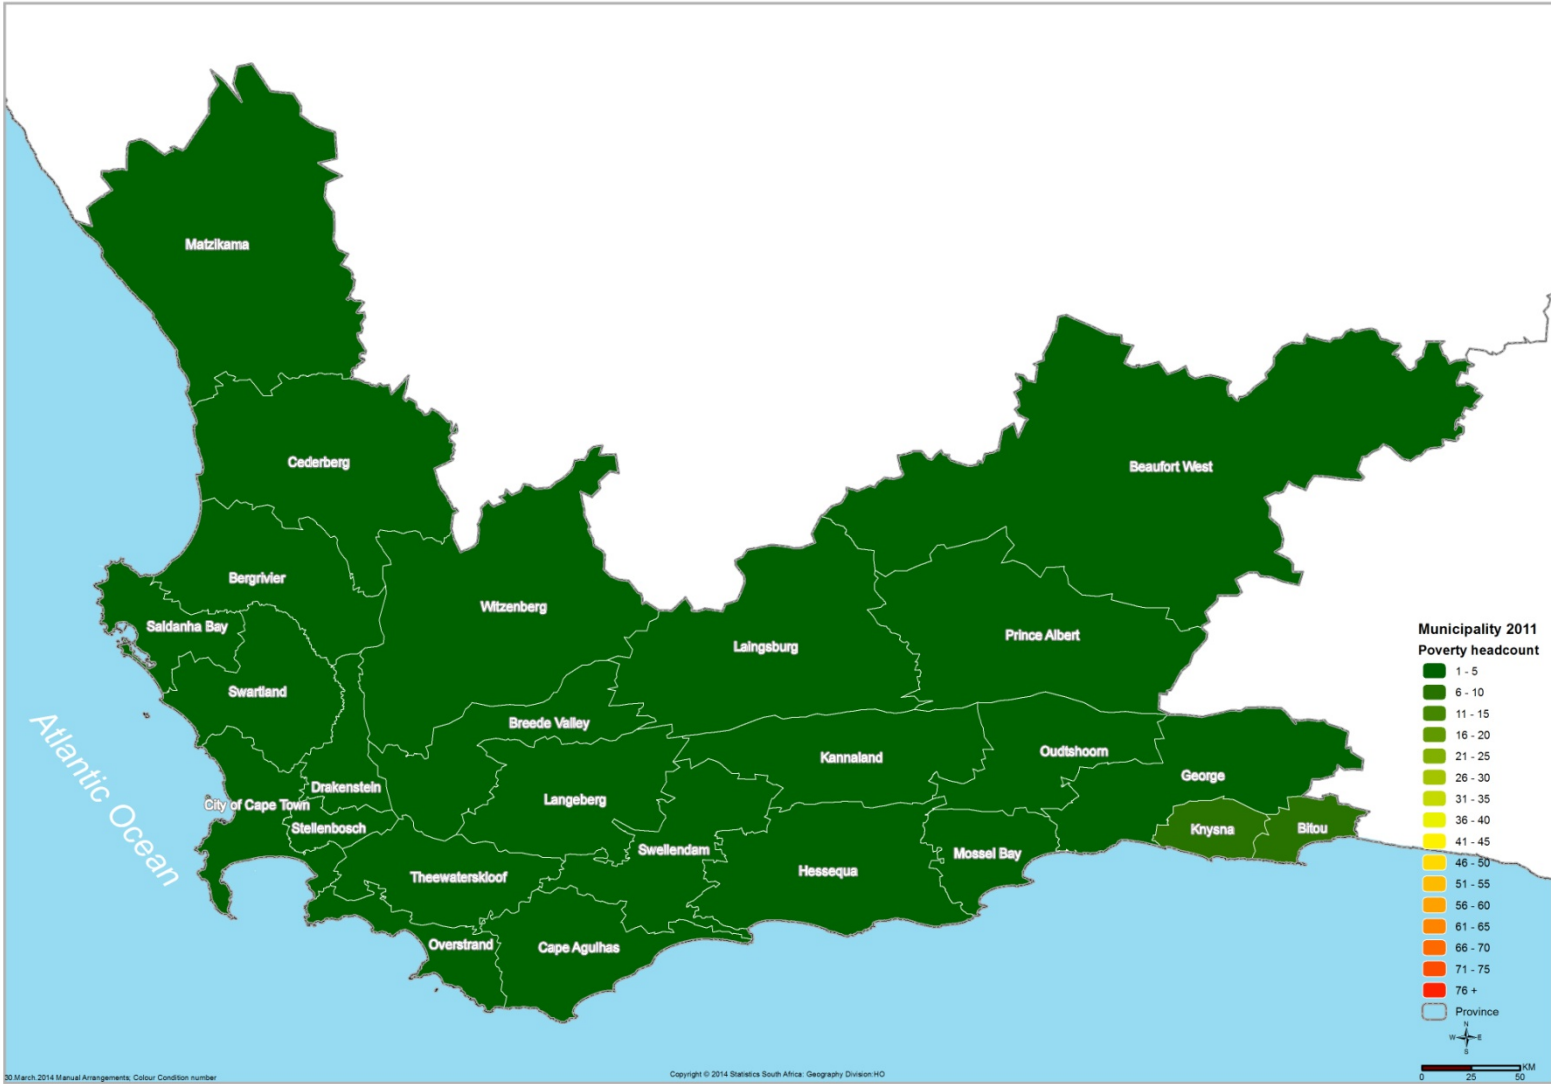 Matzikama
Cederberg
Beaufort West
Bergrivier
Witzenberg
Saldanha Bay
Prince Albert
Laingsburg
Swartland
Breede Valley
Oudtshoorn
Kannaland
George
Drakenstein
Langeberg
City of Cape Town
Stellenbosch
Knysna
Bitou
Swellendam
Mossel Bay
Hessequa
Theewaterskloof
Overstrand
Cape Agulhas
Atlantic Ocean
Municipality 2011
Poverty headcount
1 - 5
6 - 10
11 - 15
16 - 20
21 - 25
26 - 30
31 - 35
36 - 40
41 - 45
46 - 50
51 - 55
56 - 60
61 - 65
66 - 70
71 - 75
76 +
Province
N
W E
S
KM
0 25 50
30.March.2014 Manual Arrangements; Colour Condition number
Copyright © 2014 Statistics South Africa: Geography Division:HO